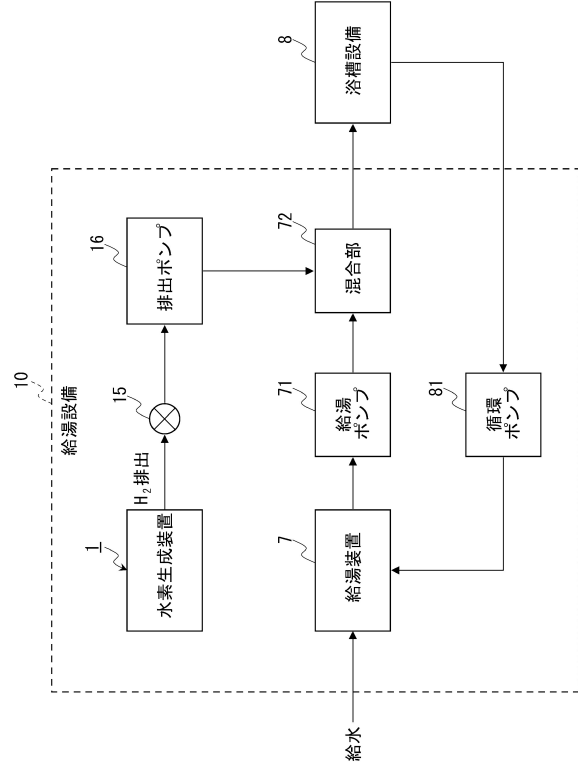 10
給湯設備
1
水素生成装置
H₂排出
15
16
排出ポンプ
給水
7
給湯装置
71
給湯
ポンプ
72
混合部
8
浴槽設備
81
循環
ポンプ